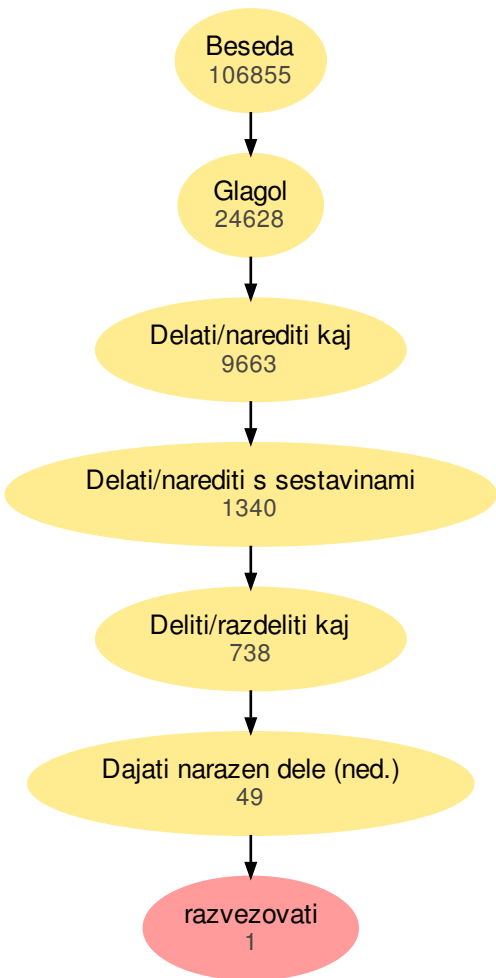 Beseda
106855
Glagol
24628
Delati/narediti kaj
9663
Delati/narediti s sestavinami
1340
Deliti/razdeliti kaj
738
Dajati narazen dele (ned.)
49
razvezovati
1